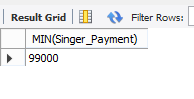 Result Grid Filter Rows:
MIN(Singer_Payment)
99000